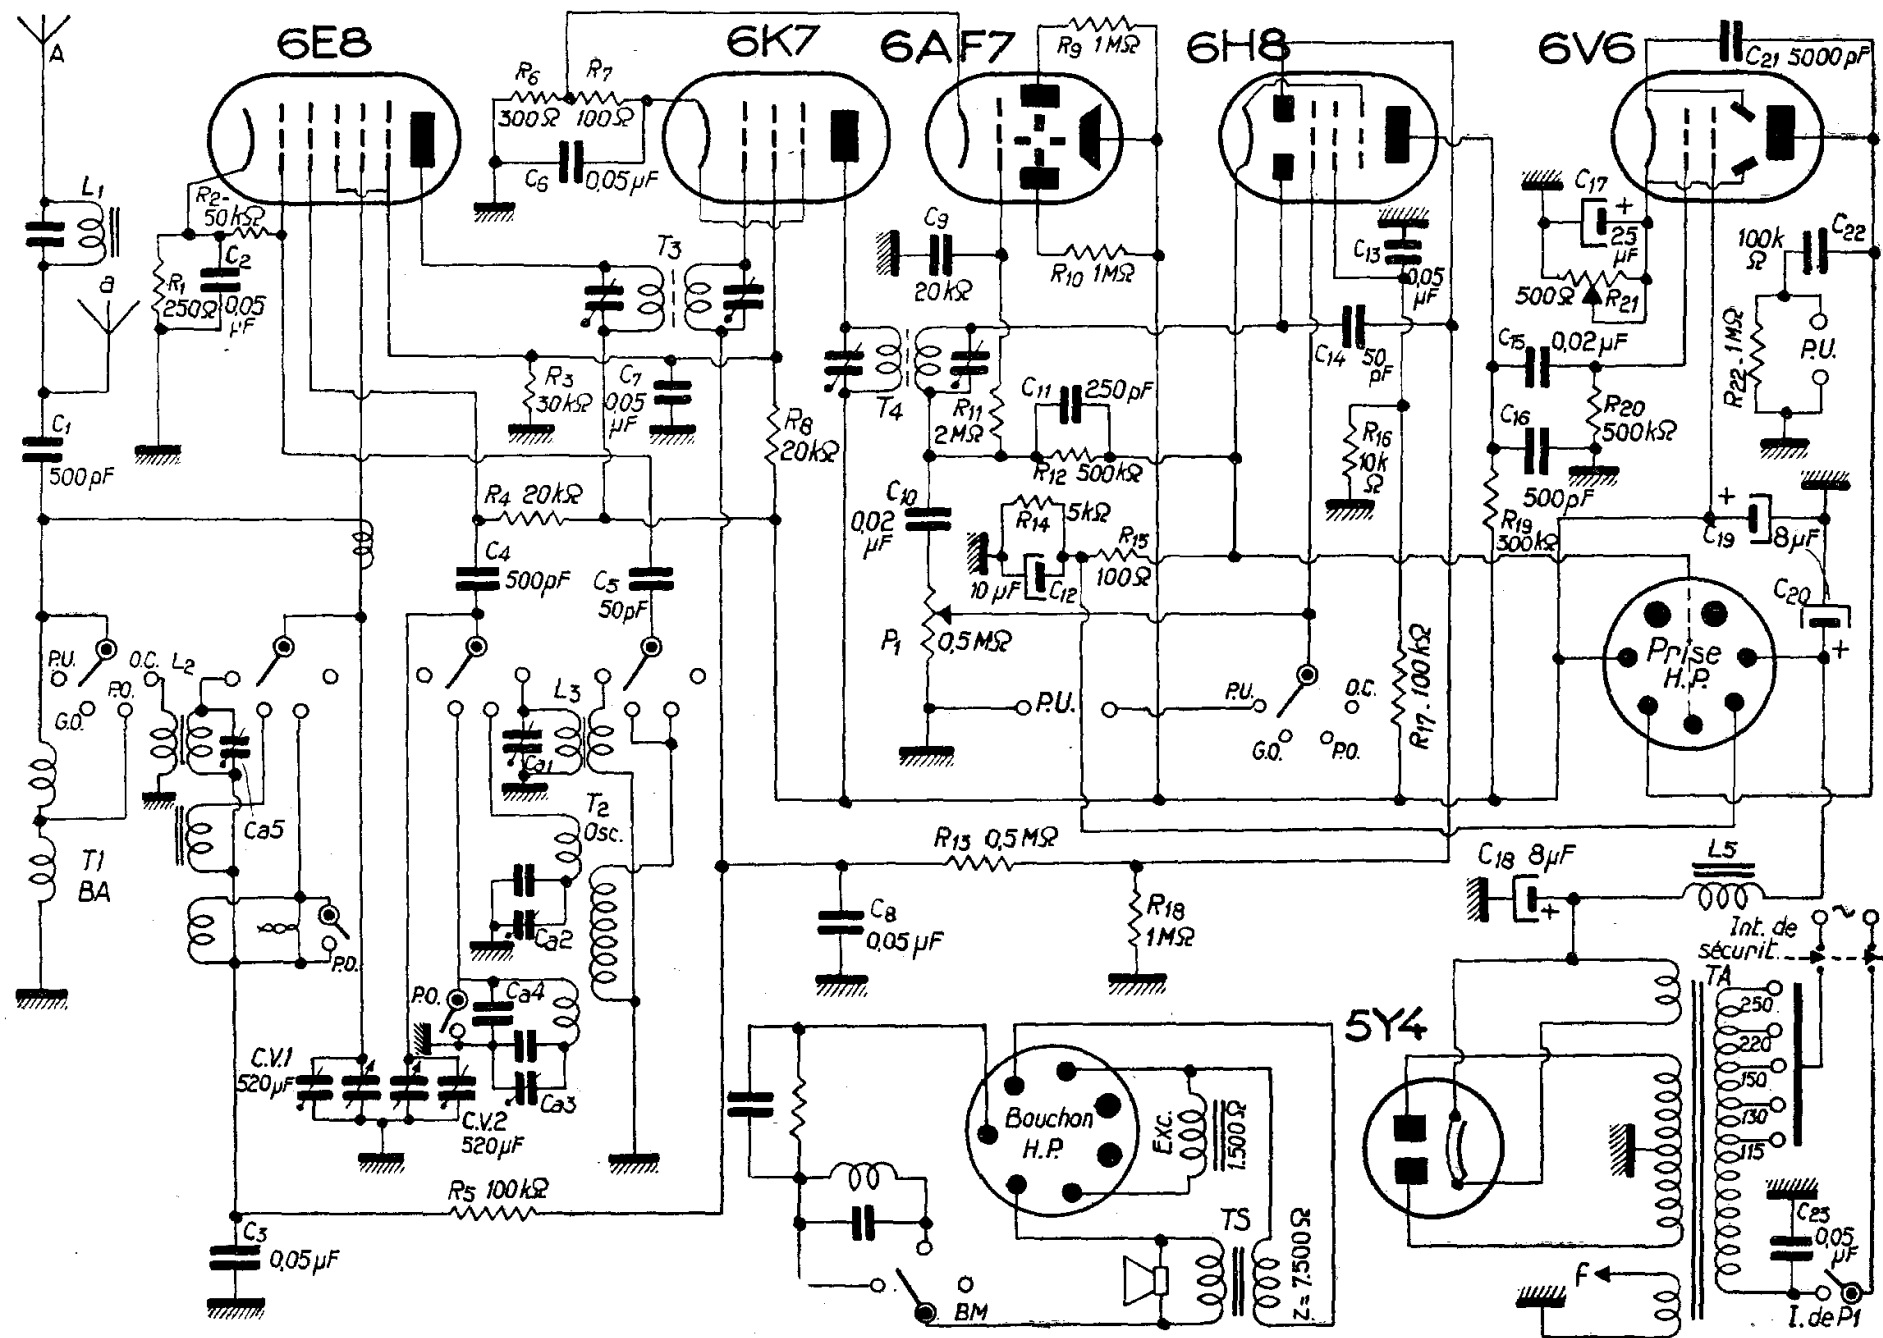 6E8
6K7
6AF7
6H8
6V6
A
L1
a
R2-
50kΩ
C2
0,05
µF
R1
250Ω
C1
500pF
R6
300Ω
R7
100Ω
C6
0,05µF
T3
R3
30kΩ
C7
0,05
µF
R8
20kΩ
R4 20kΩ
C4
500pF
C5
50pF
R9 1MΩ
R10 1MΩ
C9
20kΩ
T4
R11
2MΩ
C11
250pF
R12 500kΩ
C10
0,02
µF
R14
5kΩ
R15
100Ω
10µF
C12
P1
0,5MΩ
C13
0,05
µF
C14
50
pF
R16
10k
Ω
R17-100kΩ
C21 5000pF
C17
+
25
µF
500Ω
R21
100k
Ω
C22
R22-1MΩ
P.U.
C15
0,02µF
C16
500pF
R20
500kΩ
R19
300kΩ
+
C19
8µF
C20
+
Prise
H.P.
P.U.
G.O.
P.O.
O.C.
L2
Ca5
T1
BA
P.O.
L3
Ca1
T2
Osc.
Ca2
Ca4
P.O.
Ca3
C.V.1
520µF
C.V.2
520µF
R5 100kΩ
C3
0,05µF
P.U.
P.U.
O.C.
G.O.
P.O.
R13 0,5MΩ
C8
0,05µF
R18
1MΩ
C18 8µF
+
L5
Int. de
sécurit.
~
TA
250
220
150
130
115
5Y4
Bouchon
H.P.
EXC.
1.500Ω
TS
Z=7.500Ω
BM
F
C23
0,05
µF
I. de P1